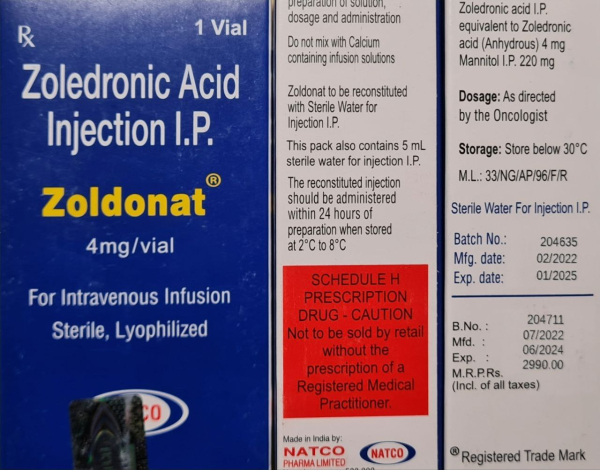 Rx
1 Vial
Zoledronic Acid
Injection I.P.
Zoldonat®
4mg/vial
For Intravenous Infusion
Sterile, Lyophilized
CO
preparation of solution,
dosage and administration
Do not mix with Calcium
containing infusion solutions
Zoldonat to be reconstituted
with Sterile Water for
Injection I.P.
This pack also contains 5 mL
sterile water for injection I.P.
The reconstituted injection
should be administered
within 24 hours of
preparation when stored
at 2°C to 8°C
SCHEDULE H
PRESCRIPTION
DRUG - CAUTION
Not to be sold by retail
without the
prescription of a
Registered Medical
Practitioner.
Made in India by:
NATCO
PHARMA LIMITED
NATCO
Zoledronic acid I.P.
equivalent to Zoledronic
acid (Anhydrous) 4 mg
Mannitol I.P. 220 mg
Dosage: As directed
by the Oncologist
Storage: Store below 30°C
M.L.: 33/NG/AP/96/F/R
Sterile Water For Injection I.P.
Batch No.: 204635
Mfg. date: 02/2022
Exp. date: 01/2025
B.No. : 204711
Mfd. : 07/2022
Exp. : 06/2024
M.R.P.Rs. 2990.00
(Incl. of all taxes)
® Registered Trade Mark